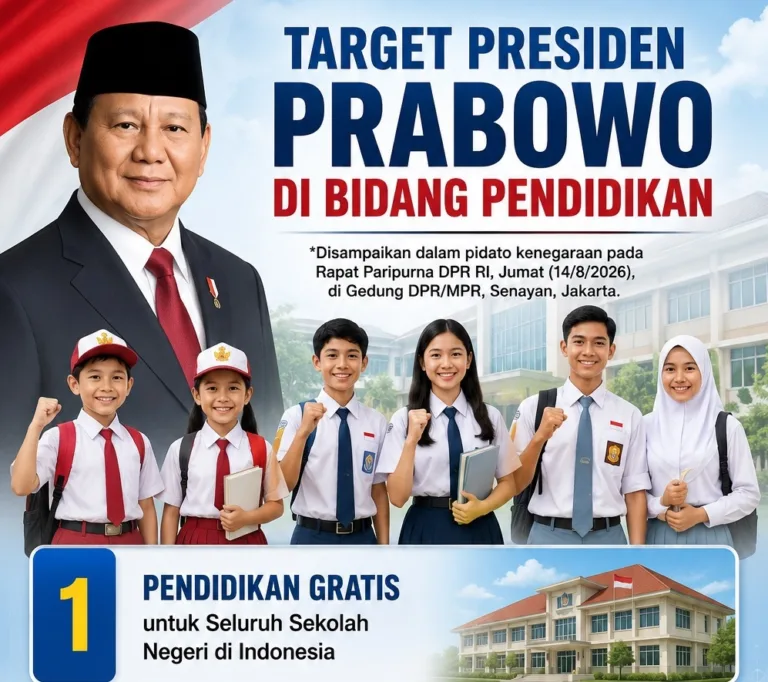 TARGET PRESIDEN
PRABOWO
DI BIDANG PENDIDIKAN
*Disampaikan dalam pidato kenegaraan pada
Rapat Paripurna DPR RI, Jumat (14/8/2026),
di Gedung DPR/MPR, Senayan, Jakarta.
1
PENDIDIKAN GRATIS
untuk Seluruh Sekolah
Negeri di Indonesia